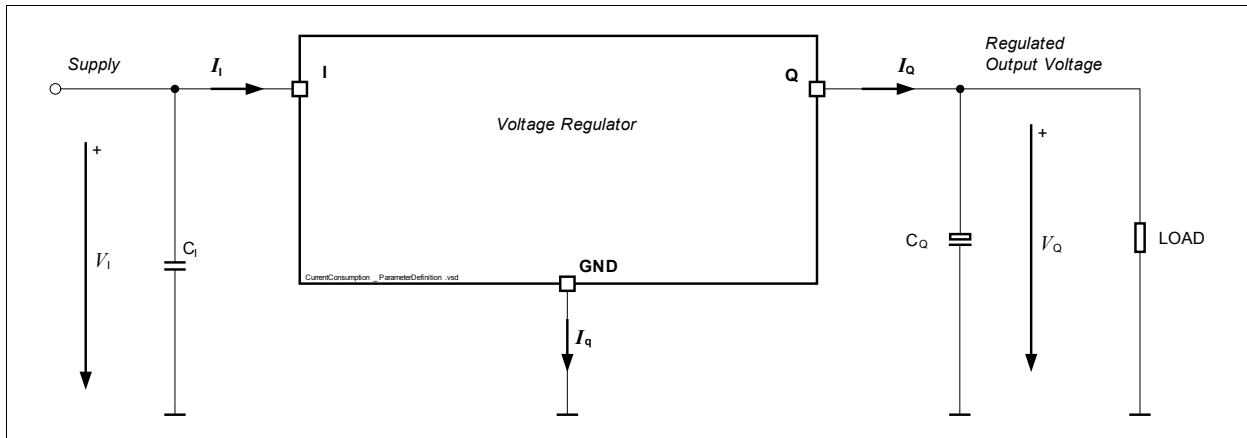 Supply
I_I
I
Q
I_Q
Regulated
Output Voltage
Voltage Regulator
+
+
V_I
C_I
C_Q
V_Q
LOAD
GND
CurrentConsumption _ ParameterDefinition .vsd
I_q